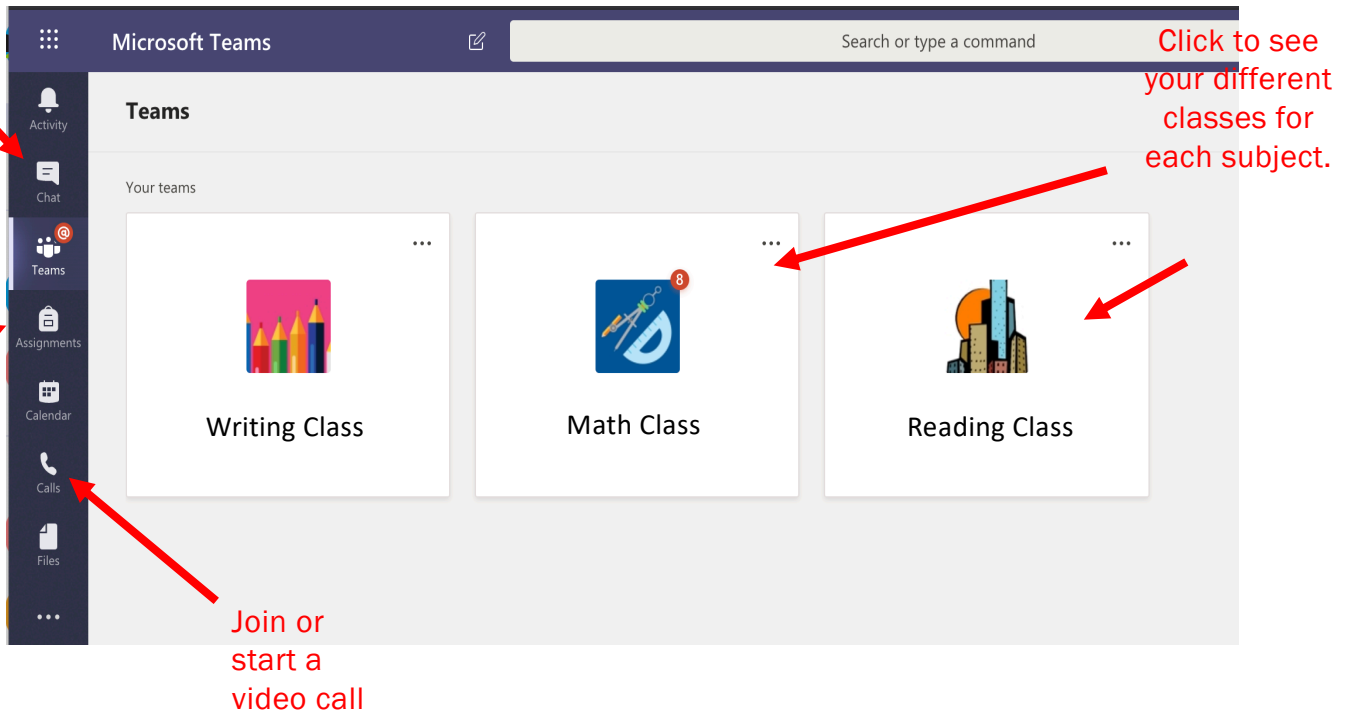 Microsoft Teams
Search or type a command
Click to see
your different
classes for
each subject.
Activity
Teams
Chat
Your teams
@
Teams
8
Assignments
Calendar
Writing Class
Math Class
Reading Class
Calls
Files
Join or
start a
video call